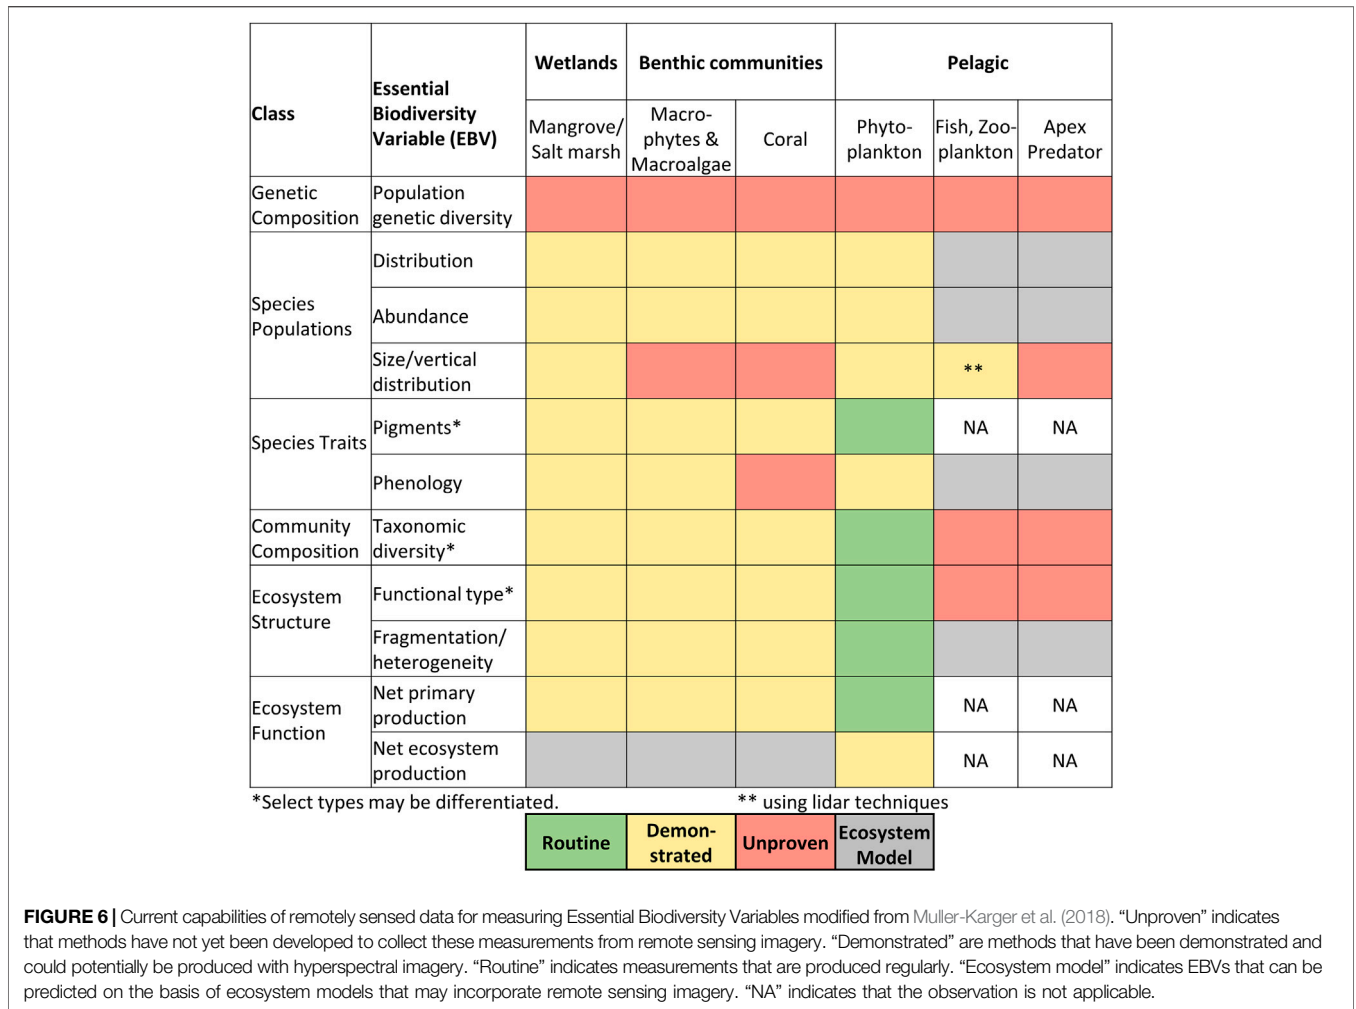 Class
Essential
Biodiversity
Variable (EBV)
Wetlands
Benthic communities
Pelagic
Mangrove/
Salt marsh
Macro-
phytes &
Macroalgae
Coral
Phyto-
plankton
Fish, Zoo-
plankton
Apex
Predator
Genetic
Composition
Population
genetic diversity
Species
Populations
Distribution
Abundance
Size/vertical
distribution
**
Species Traits
Pigments*
NA
NA
Phenology
Community
Composition
Taxonomic
diversity*
Ecosystem
Structure
Functional type*
Fragmentation/
heterogeneity
Ecosystem
Function
Net primary
production
NA
NA
Net ecosystem
production
NA
NA
*Select types may be differentiated.
** using lidar techniques
Routine
Demon-
strated
Unproven
Ecosystem
Model
FIGURE 6 | Current capabilities of remotely sensed data for measuring Essential Biodiversity Variables modified from Muller-Karger et al. (2018). “Unproven” indicates
that methods have not yet been developed to collect these measurements from remote sensing imagery. “Demonstrated” are methods that have been demonstrated and
could potentially be produced with hyperspectral imagery. “Routine” indicates measurements that are produced regularly. “Ecosystem model” indicates EBVs that can be
predicted on the basis of ecosystem models that may incorporate remote sensing imagery. “NA” indicates that the observation is not applicable.